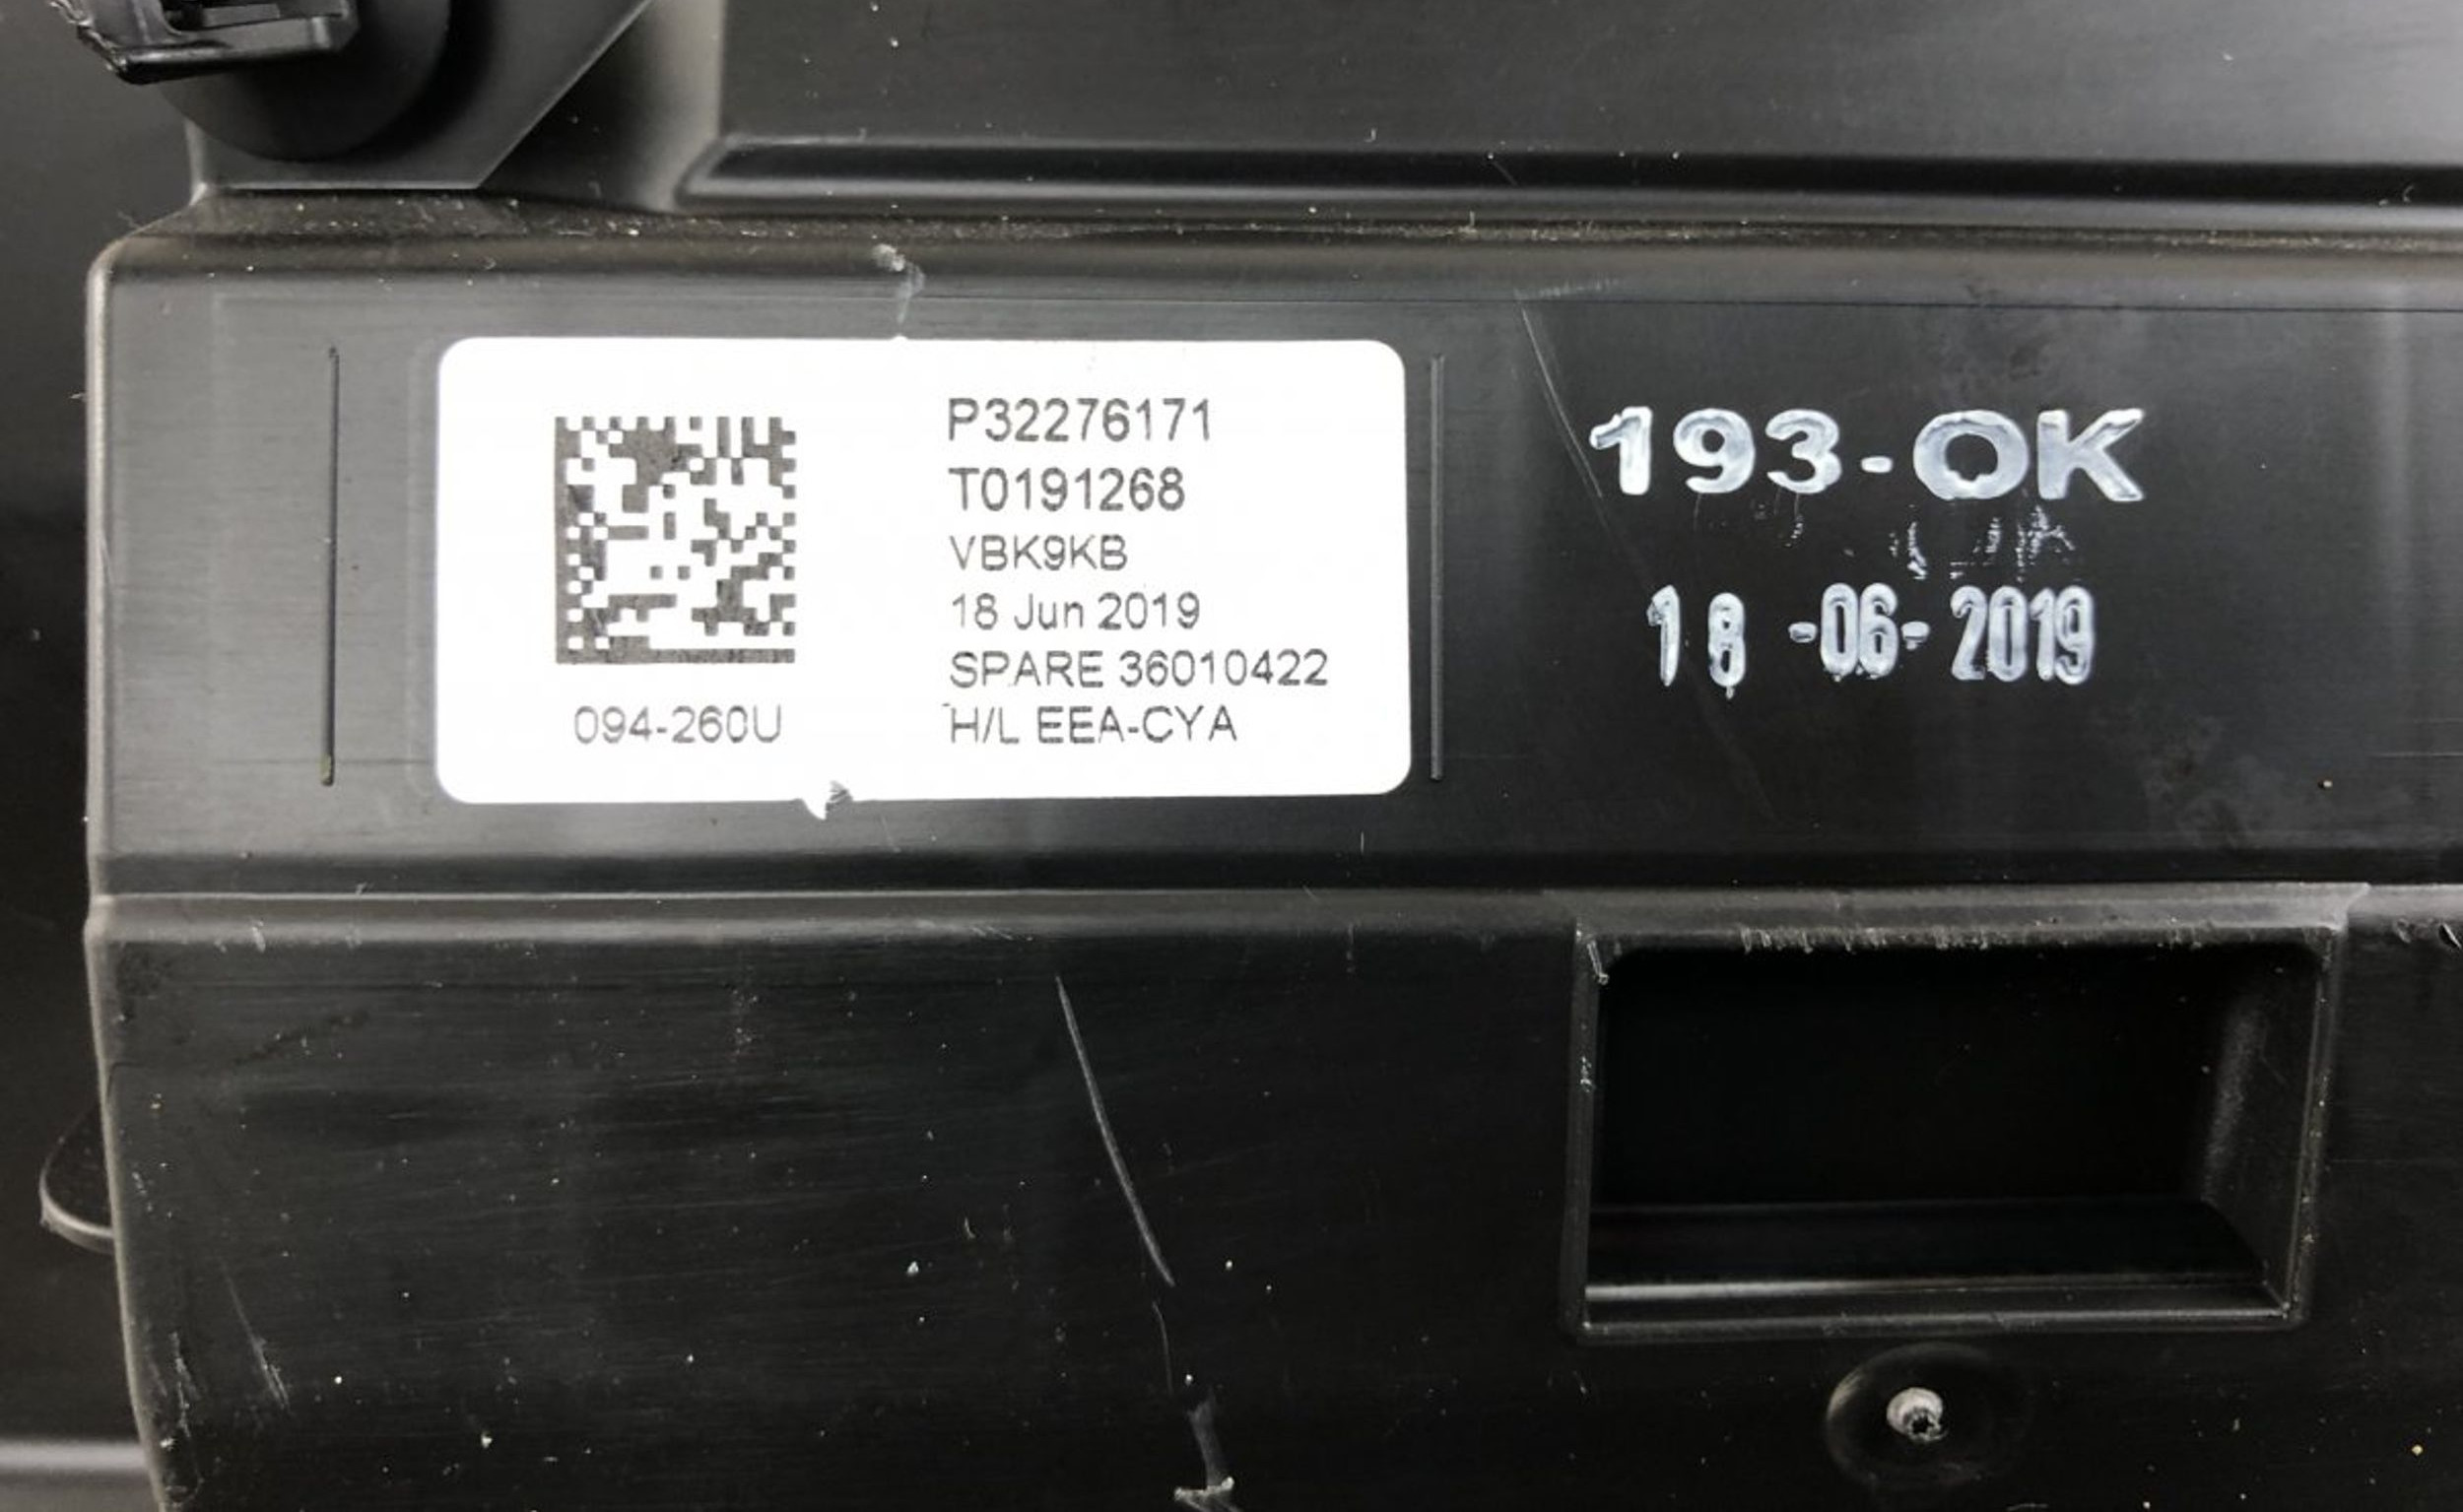 P32276171
T0191268
VBK9KB
18 Jun 2019
SPARE 36010422
H/L EEA-CYA
094-260U
193-OK
18-06-2019